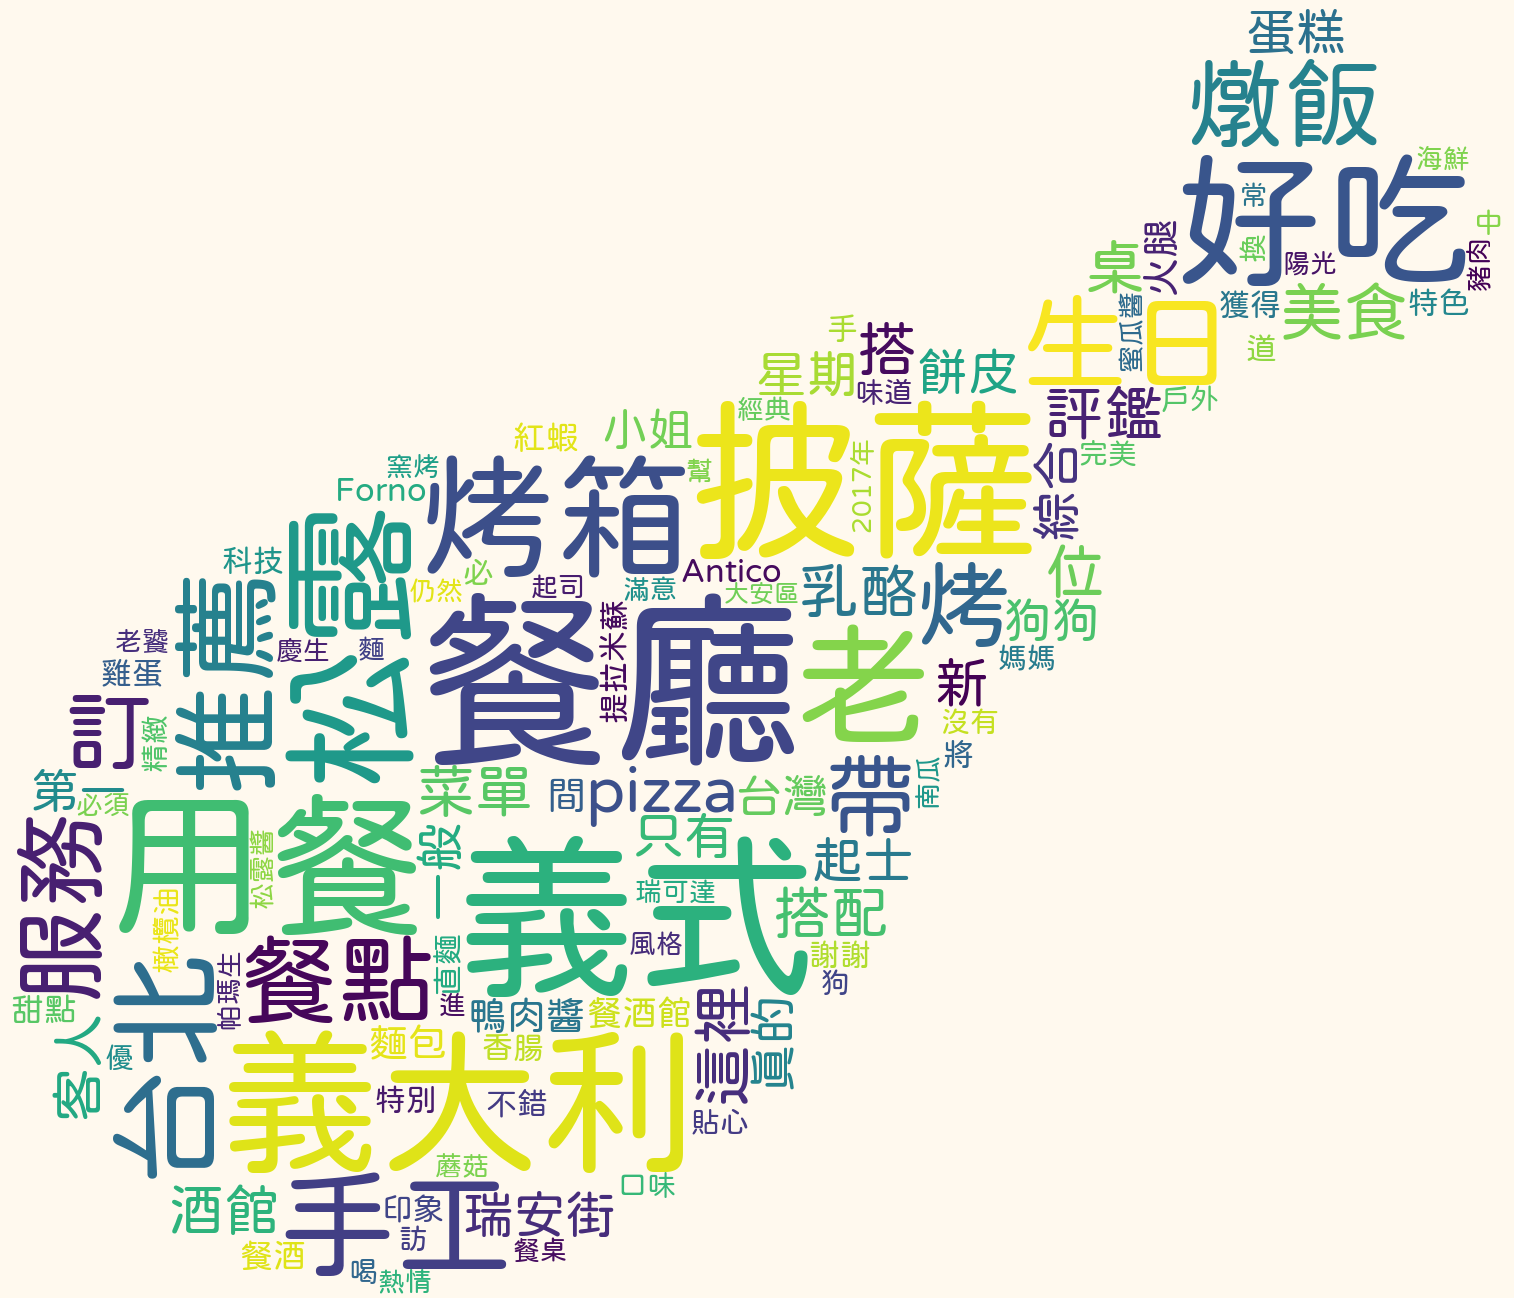 蛋糕
燉飯
海鮮
好吃
常
中
換
陽光
豬肉
火腿
桌
獲得
美食
特色
道
蜜瓜醬
生日
手
搭
星期
餅皮
味道
評鑑
戶外
經典
小姐
紅蝦
披薩
2017年
綜合
完美
幫
窯烤
Forno
烤箱
松露
科技
仍然
必
起司
滿意
Antico
大安區
乳酪
烤
位
狗狗
媽媽
推薦
老饕
慶生
麵
雞蛋
餐廳
提拉米蘇
老
新
沒有
將
訂
精緻
第一
必須
菜單
間
pizza
台灣
帶
南瓜
服務
用餐
松露醬
一般
只有
起士
義式
瑞可達
搭配
橄欖油
餐點
直麵
風格
謝謝
狗
甜點
台北
帕瑪生
進
鴨肉醬
餐酒館
這裡
真的
客人
優
麵包
香腸
義大利
特別
不錯
貼心
蘑菇
口味
酒館
手工
印象
瑞安街
訪
餐酒
餐桌
喝
熱情